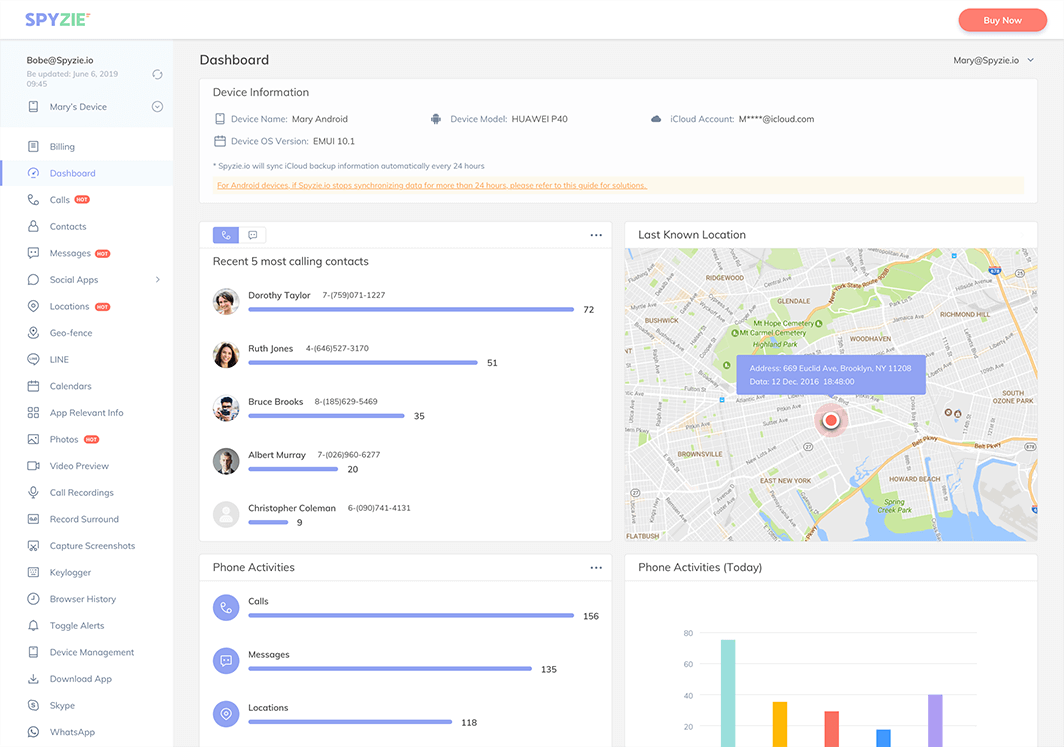 SPYZIE
Buy Now
Bobe@Spyzie.io
Be updated: June 6, 2019
09:45
Mary's Device
Billing
Dashboard
Calls HOT
Contacts
Messages HOT
Social Apps
Locations HOT
Geo-fence
LINE
Calendars
App Relevant Info
Photos HOT
Video Preview
Call Recordings
Record Surround
Capture Screenshots
Keylogger
Browser History
Toggle Alerts
Device Management
Download App
Skype
WhatsApp
Dashboard
Mary@Spyzie.io
Device Information
Device Name: Mary Android
Device Model: HUAWEI P40
iCloud Account: M****@icloud.com
Device OS Version: EMUI 10.1
* Spyzie.io will sync iCloud backup information automatically every 24 hours
For Android devices, if Spyzie.io stops synchronizing data for more than 24 hours, please refer to this guide for solutions.
Recent 5 most calling contacts
Dorothy Taylor 7-(759)071-1227
72
Ruth Jones 4-(646)527-3170
51
Bruce Brooks 8-(185)629-5469
35
Albert Murray 7-(026)960-6277
20
Christopher Coleman 6-(090)741-4131
9
Last Known Location
RIDGEWOOD
New York State Route 908B
GLENDALE
RICHMOND HILL
BUSHWICK
Mt Hope Cemetery
Mt Carmel Cemetery
Highland Park
WOODHAVEN
Address: 669 Euclid Ave, Brooklyn, NY 11208
Data: 12 Dec. 2016 18:48:00
SOUTH
OZONE PARK
Belt Pkwy
Belt Pkwy
BROWNSVILLE
EAST NEW YORK
HOWARD BEACH
Spring
Creek Park
FLATBUSH
Phone Activities
Calls
156
Messages
135
Locations
118
Phone Activities (Today)
80
60
40
20